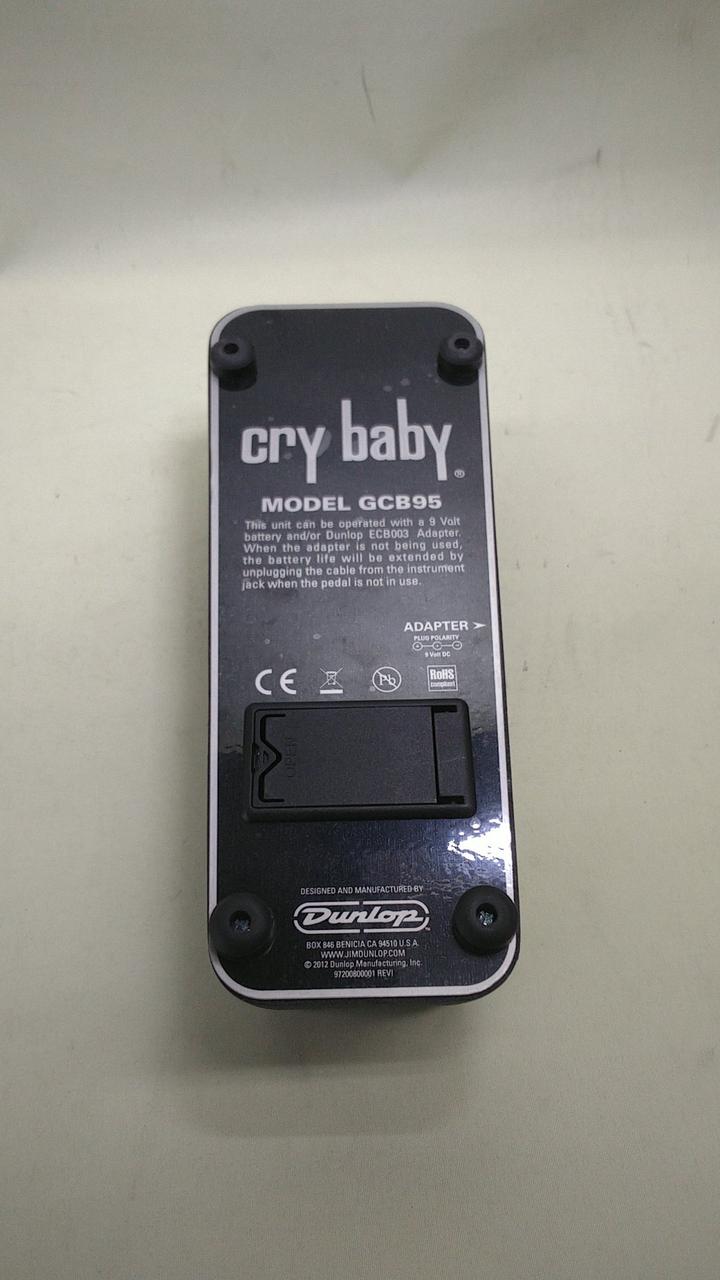 cry baby®
MODEL GCB95
This unit can be operated with a 9 Volt
battery and/or Dunlop ECB003 Adapter.
When the adapter is not being used,
the battery life will be extended by
unplugging the cable from the instrument
jack when the pedal is not in use.
ADAPTER
PLUG POLARITY
9 Volt DC
CE
Pb
RoHS
compliant
OPEN
DESIGNED AND MANUFACTURED BY
Dunlop
BOX 846 BENICIA CA 94510 U.S.A.
WWW.JIMDUNLOP.COM
© 2012 Dunlop Manufacturing, Inc.
97200800001 REVI